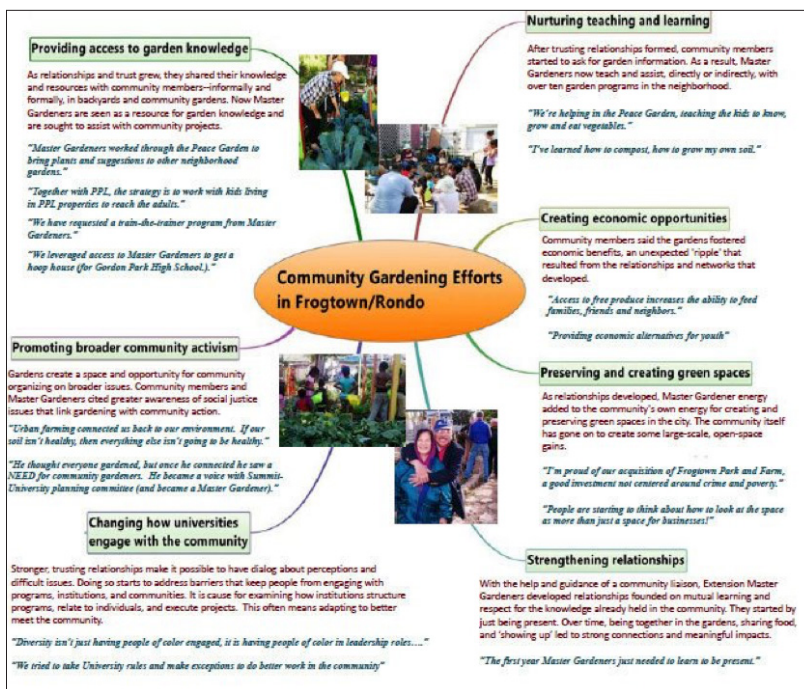 Providing access to garden knowledge
As relationships and trust grew, they shared their knowledge
and resources with community members--informally and
formally, in backyards and community gardens. Now Master
Gardeners are seen as a resource for garden knowledge and
are sought to assist with community projects.
"Master Gardeners worked through the Peace Garden to
bring plants and suggestions to other neighborhood
gardens."
"Together with PPL, the strategy is to work with kids living
in PPL properties to reach the adults."
"We have requested a train-the-trainer program from Master
Gardeners."
"We leveraged access to Master Gardeners to get a
hoop house (for Gordon Park High School.)."
Nurturing teaching and learning
After trusting relationships formed, community members
started to ask for garden information. As a result, Master
Gardeners now teach and assist, directly or indirectly, with
over ten garden programs in the neighborhood.
"We're helping in the Peace Garden, teaching the kids to know,
grow and eat vegetables."
"I've learned how to compost, how to grow my own soil."
Creating economic opportunities
Community members said the gardens fostered
economic benefits, an unexpected 'ripple' that
resulted from the relationships and networks that
developed.
"Access to free produce increases the ability to feed
families, friends and neighbors."
"Providing economic alternatives for youth"
Community Gardening Efforts
in Frogtown/Rondo
Promoting broader community activism
Gardens create a space and opportunity for community
organizing on broader issues. Community members and
Master Gardeners cited greater awareness of social justice
issues that link gardening with community action.
"Urban farming connected us back to our environment. If our
soil isn't healthy, then everything else isn't going to be healthy."
"He thought everyone gardened, but once he connected he saw a
NEED for community gardens. He became a voice with Summit-
University planning committee (and became a Master Gardener)."
Preserving and creating green spaces
As relationships developed, Master Gardener energy
added to the community's own energy for creating and
preserving green spaces in the city. The community itself
has gone on to create some large-scale, open-space
gains.
"I'm proud of our acquisition of Frogtown Park and Farm,
a good investment not centered around crime and poverty."
"People are starting to think about how to look at the space
as more than just a space for businesses!"
Changing how universities
engage with the community
Stronger, trusting relationships make it possible to have dialog about perceptions and
difficult issues. Doing so starts to address barriers that keep people from engaging with
programs, institutions, and communities. It is cause for examining how institutions structure
programs, relate to individuals, and execute projects. This often means adapting to better
meet the community.
"Diversity isn't just having people of color engaged, it is having people of color in leadership roles...."
"We tried to take University rules and make exceptions to do better work in the community"
Strengthening relationships
With the help and guidance of a community liaison, Extension Master
Gardeners developed relationships founded on mutual learning and
respect for the knowledge already held in the community. They started by
just being present. Over time, being together in the gardens, sharing food,
and 'showing up' led to strong connections and meaningful impacts.
"The first year Master Gardeners just needed to learn to be present."